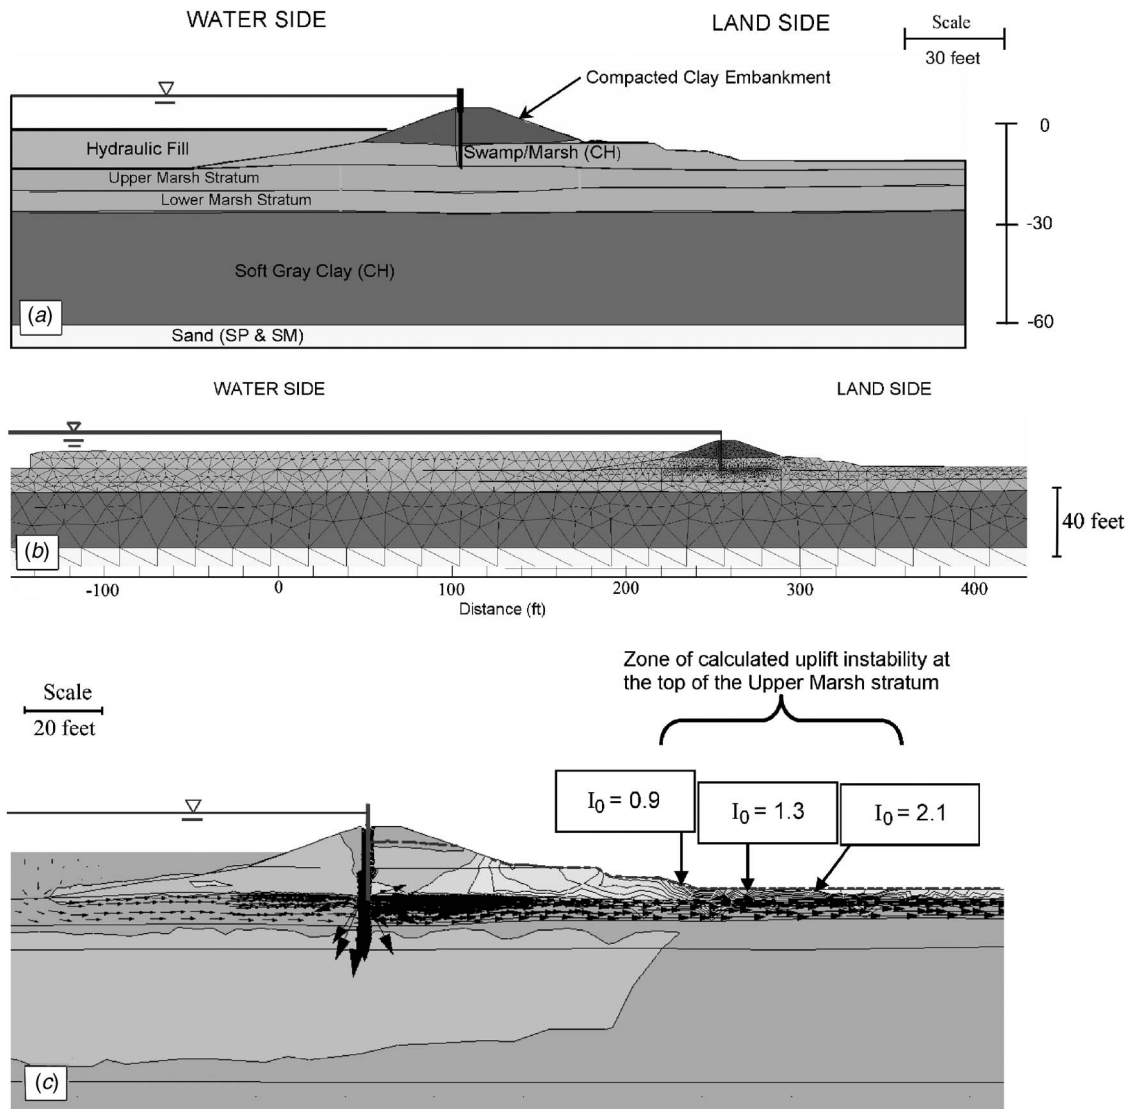 WATER SIDE
LAND SIDE
Scale
30 feet
Compacted Clay Embankment
0
Hydraulic Fill
Swamp/Marsh (CH)
Upper Marsh Stratum
Lower Marsh Stratum
-30
Soft Gray Clay (CH)
(a)
Sand (SP & SM)
-60
WATER SIDE
LAND SIDE
(b)
40 feet
-100 0 100 200 300 400
Distance (ft)
Zone of calculated uplift instability at
the top of the Upper Marsh stratum
Scale
20 feet
I0 = 0.9
I0 = 1.3
I0 = 2.1
(c)